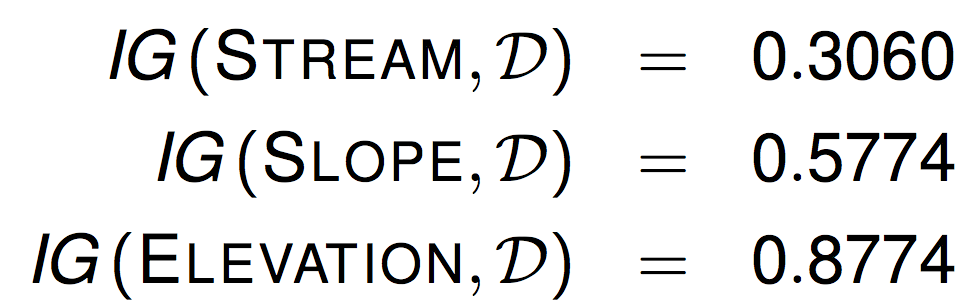 IG(STREAM, 𝒟) = 0.3060
IG(SLOPE, 𝒟) = 0.5774
IG(ELEVATION, 𝒟) = 0.8774